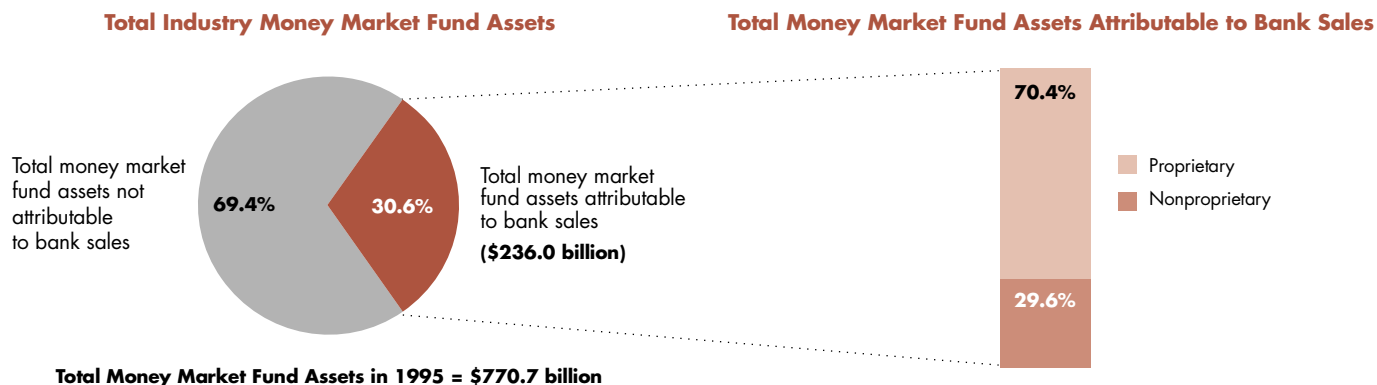 Total Industry Money Market Fund Assets
Total money market
fund assets not
attributable
to bank sales
69.4%
30.6%
Total money market
fund assets attributable
to bank sales
($236.0 billion)
Total Money Market Fund Assets in 1995 = $770.7 billion
Total Money Market Fund Assets Attributable to Bank Sales
70.4%
29.6%
Proprietary
Nonproprietary